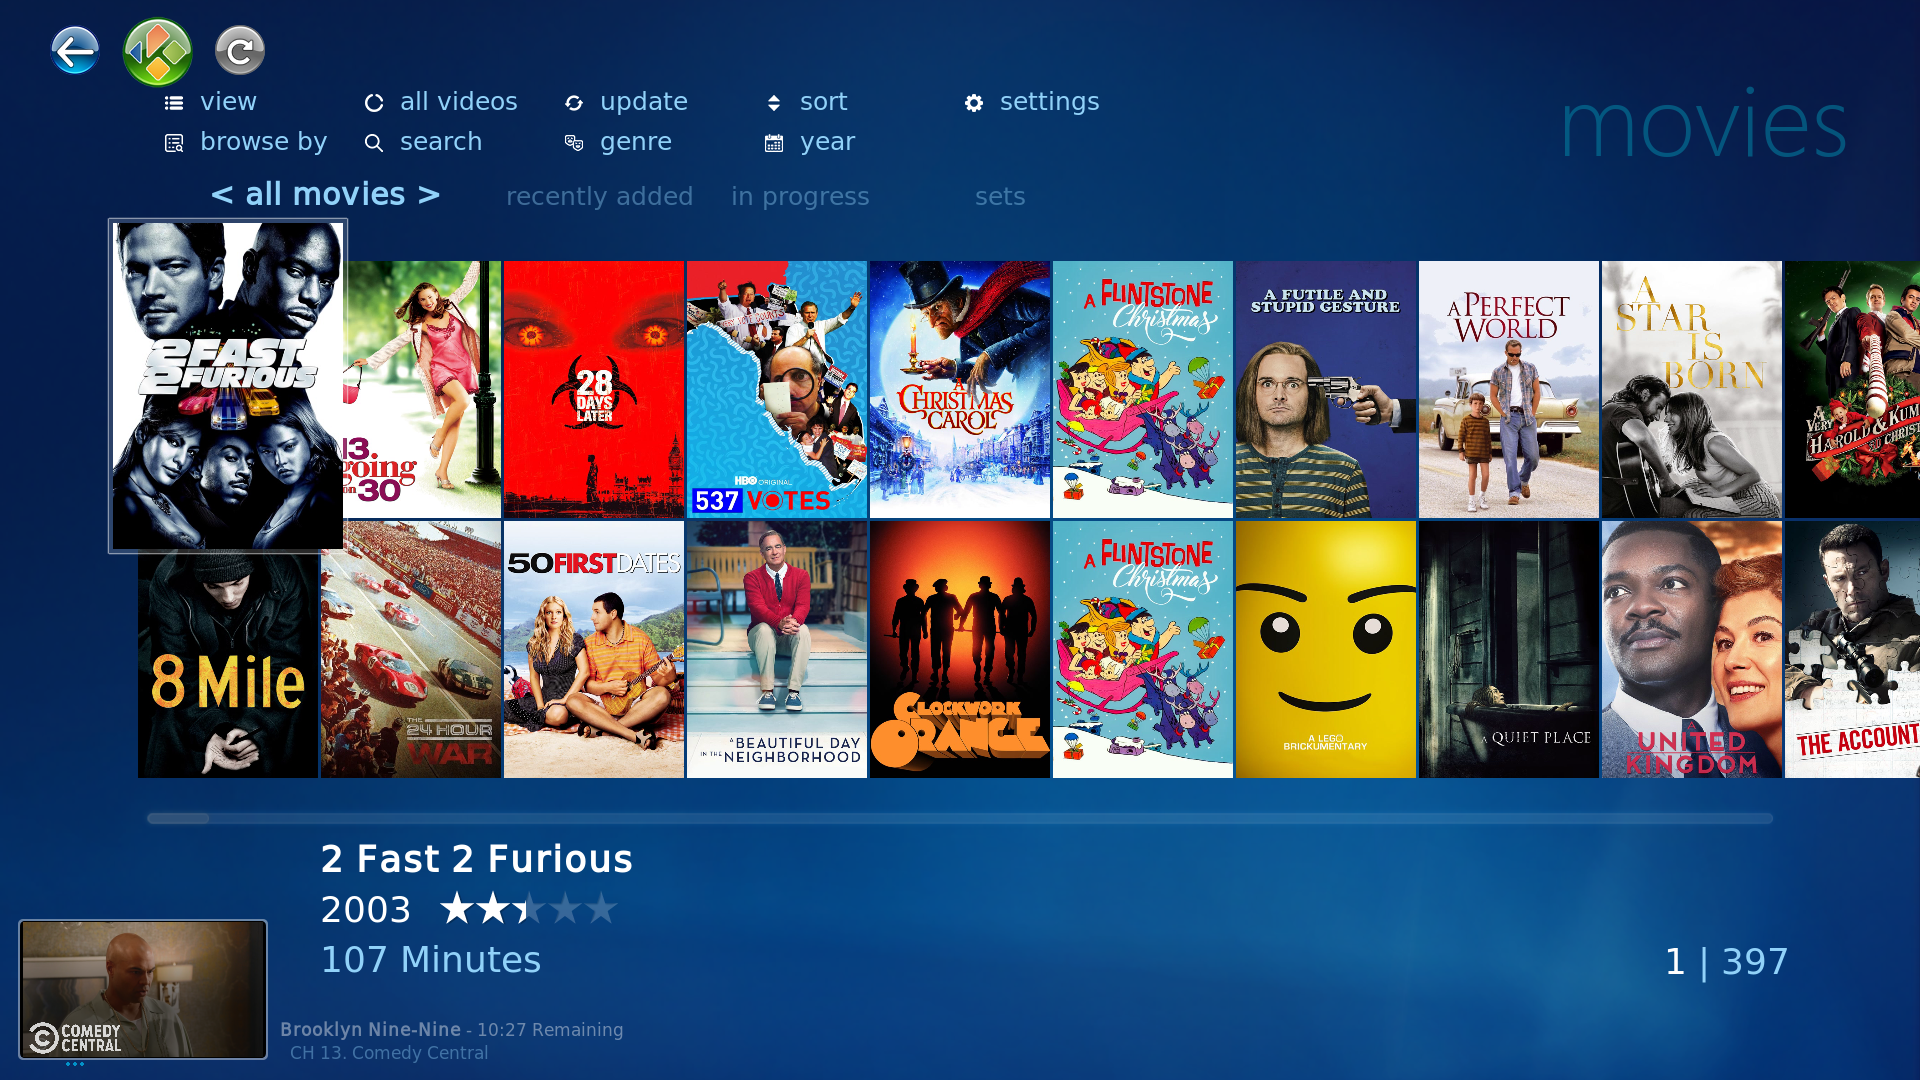 view
all videos
update
sort
settings
browse by
search
genre
year
movies
< all movies >
recently added
in progress
sets
2 FAST
2 FURIOUS
13
going
on 30
28
DAYS
LATER
VOTE COUNTS
HBO ORIGINAL
537 VOTES
A
CHRISTMAS
CAROL
A FLINTSTONE
Christmas
A FUTILE AND
STUPID GESTURE
A PERFECT
WORLD
A
STAR
IS
BORN
A
VERY
HAROLD & KUM
CHRIST
8 Mile
THE
24 HOUR
WAR
50 FIRST DATES
A BEAUTIFUL DAY
IN THE NEIGHBORHOOD
CLOCKWORK
ORANGE
A FLINTSTONE
Christmas
A LEGO
BRICKUMENTARY
A QUIET PLACE
A
UNITED
KINGDOM
THE ACCOUNT
2 Fast 2 Furious
2003
107 Minutes
1 | 397
COMEDY
CENTRAL
Brooklyn Nine-Nine - 10:27 Remaining
CH 13. Comedy Central